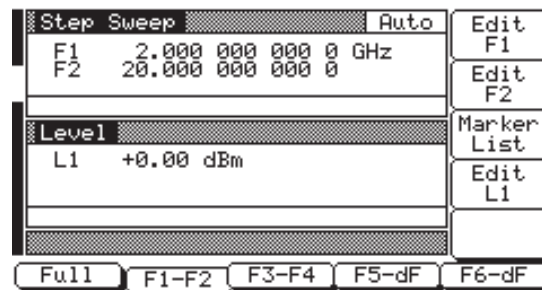 Step Sweep Auto
F1 2.000 000 000 0 GHz
F2 20.000 000 000 0
Level
L1 +0.00 dBm
Edit F1
Edit F2
Marker List
Edit L1
Full F1-F2 F3-F4 F5-dF F6-dF